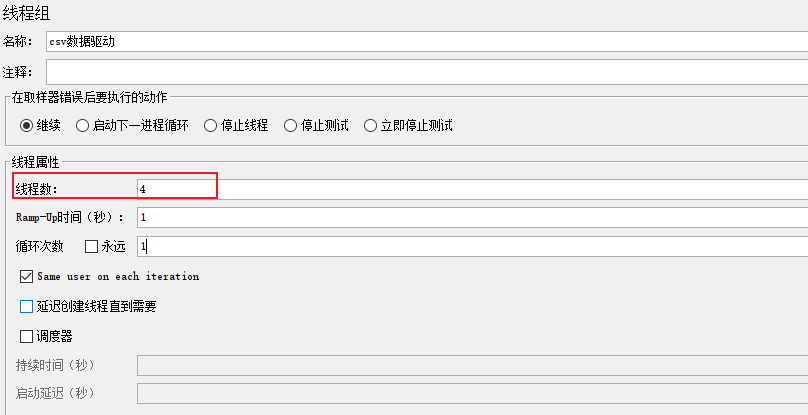 线程组
名称： csv数据驱动
注释：
在取样器错误后要执行的动作
继续 启动下一进程循环 停止线程 停止测试 立即停止测试
线程属性
线程数： 4
Ramp-Up时间（秒）： 1
循环次数 永远 1
Same user on each iteration
延迟创建线程直到需要
调度器
持续时间（秒）
启动延迟（秒）